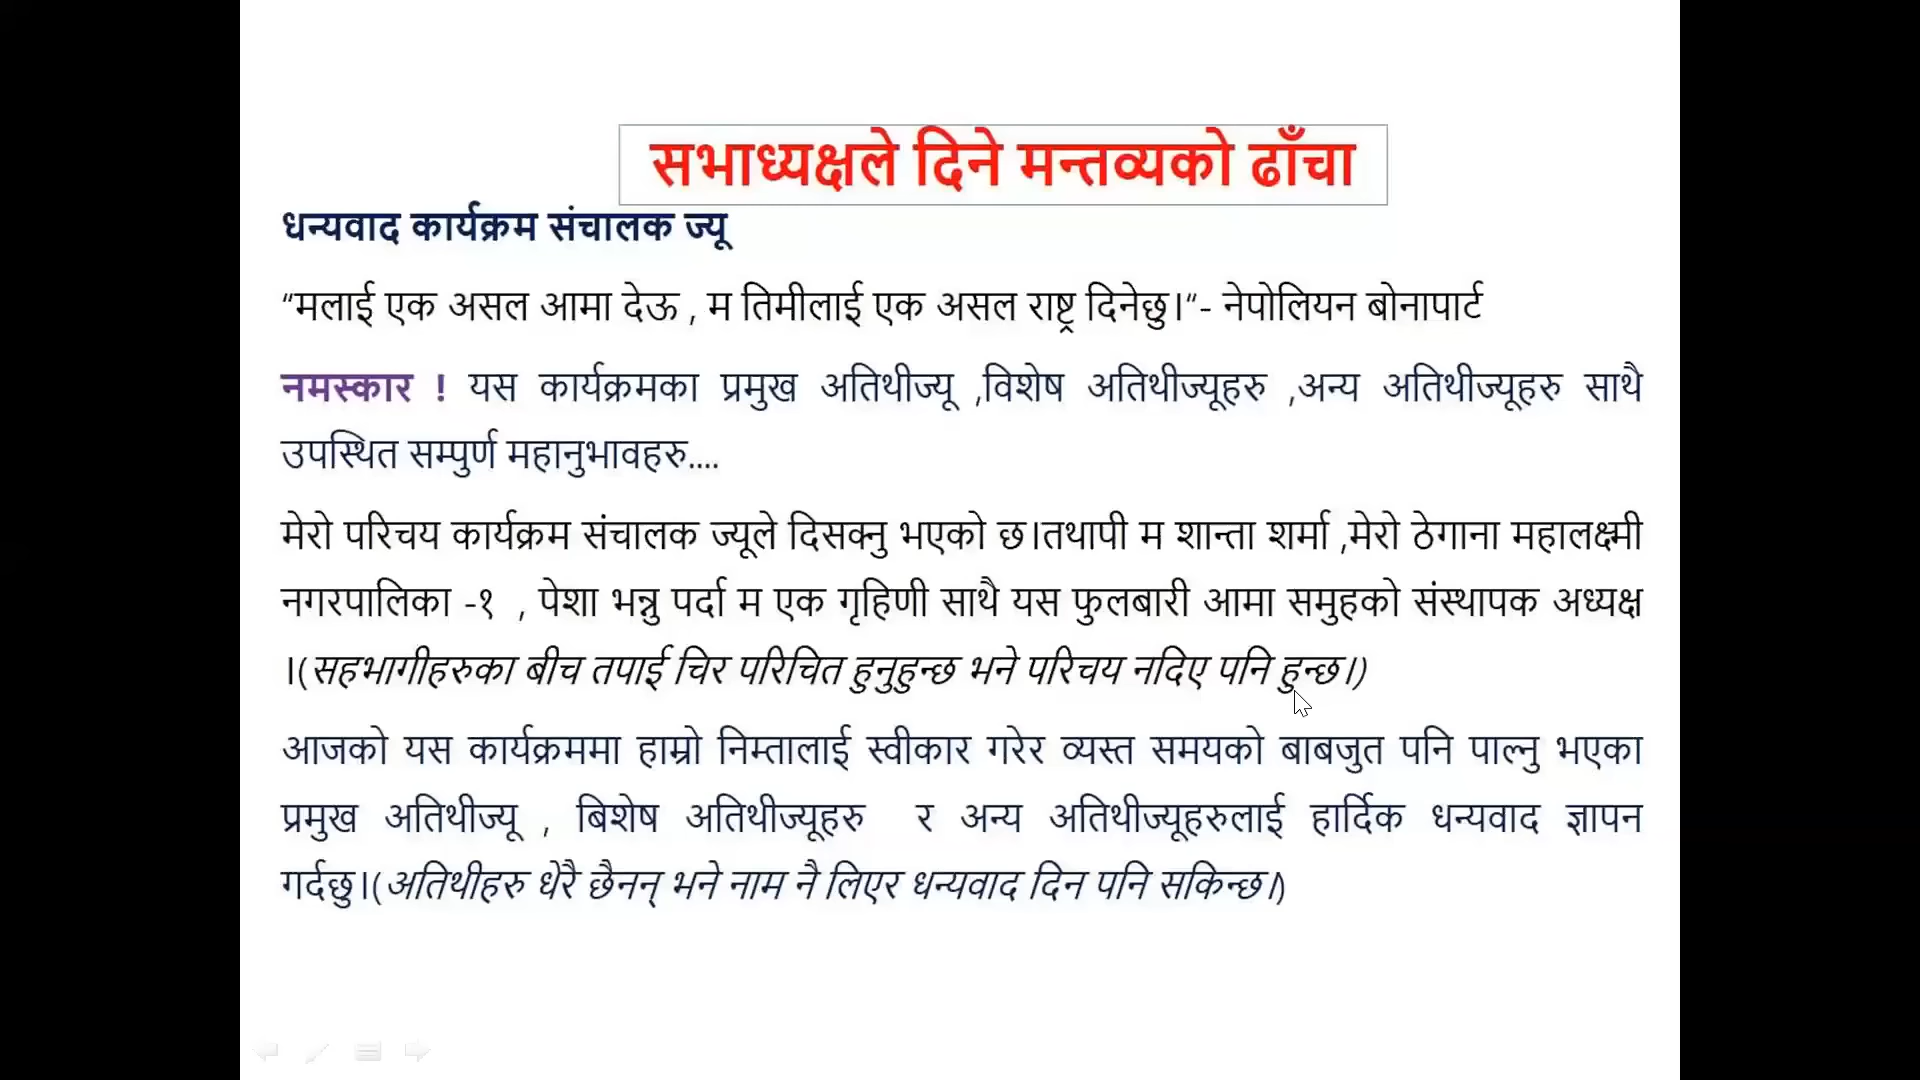 सभाध्यक्षले दिने मन्तव्यको ढाँचा
धन्यवाद कार्यक्रम संचालक ज्यू
“मलाई एक असल आमा देऊ , म तिमीलाई एक असल राष्ट्र दिनेछु।“- नेपोलियन बोनापार्ट
नमस्कार ! यस कार्यक्रमका प्रमुख अतिथीज्यू ,विशेष अतिथीज्यूहरु ,अन्य अतिथीज्यूहरु साथै
उपस्थित सम्पुर्ण महानुभावहरु....
मेरो परिचय कार्यक्रम संचालक ज्यूले दिसक्नु भएको छ।तथापी म शान्ता शर्मा ,मेरो ठेगाना महालक्ष्मी
नगरपालिका -१ , पेशा भन्नु पर्दा म एक गृहिणी साथै यस फुलबारी आमा समुहको संस्थापक अध्यक्ष
।(सहभागीहरुका बीच तपाई चिर परिचित हुनुहुन्छ भने परिचय नदिए पनि हुन्छ।)
आजको यस कार्यक्रममा हाम्रो निम्तालाई स्वीकार गरेर व्यस्त समयको बाबजुत पनि पाल्नु भएका
प्रमुख अतिथीज्यू , बिशेष अतिथीज्यूहरु र अन्य अतिथीज्यूहरुलाई हार्दिक धन्यवाद ज्ञापन
गर्दछु।(अतिथीहरु धेरै छैनन् भने नाम नै लिएर धन्यवाद दिन पनि सकिन्छ।)